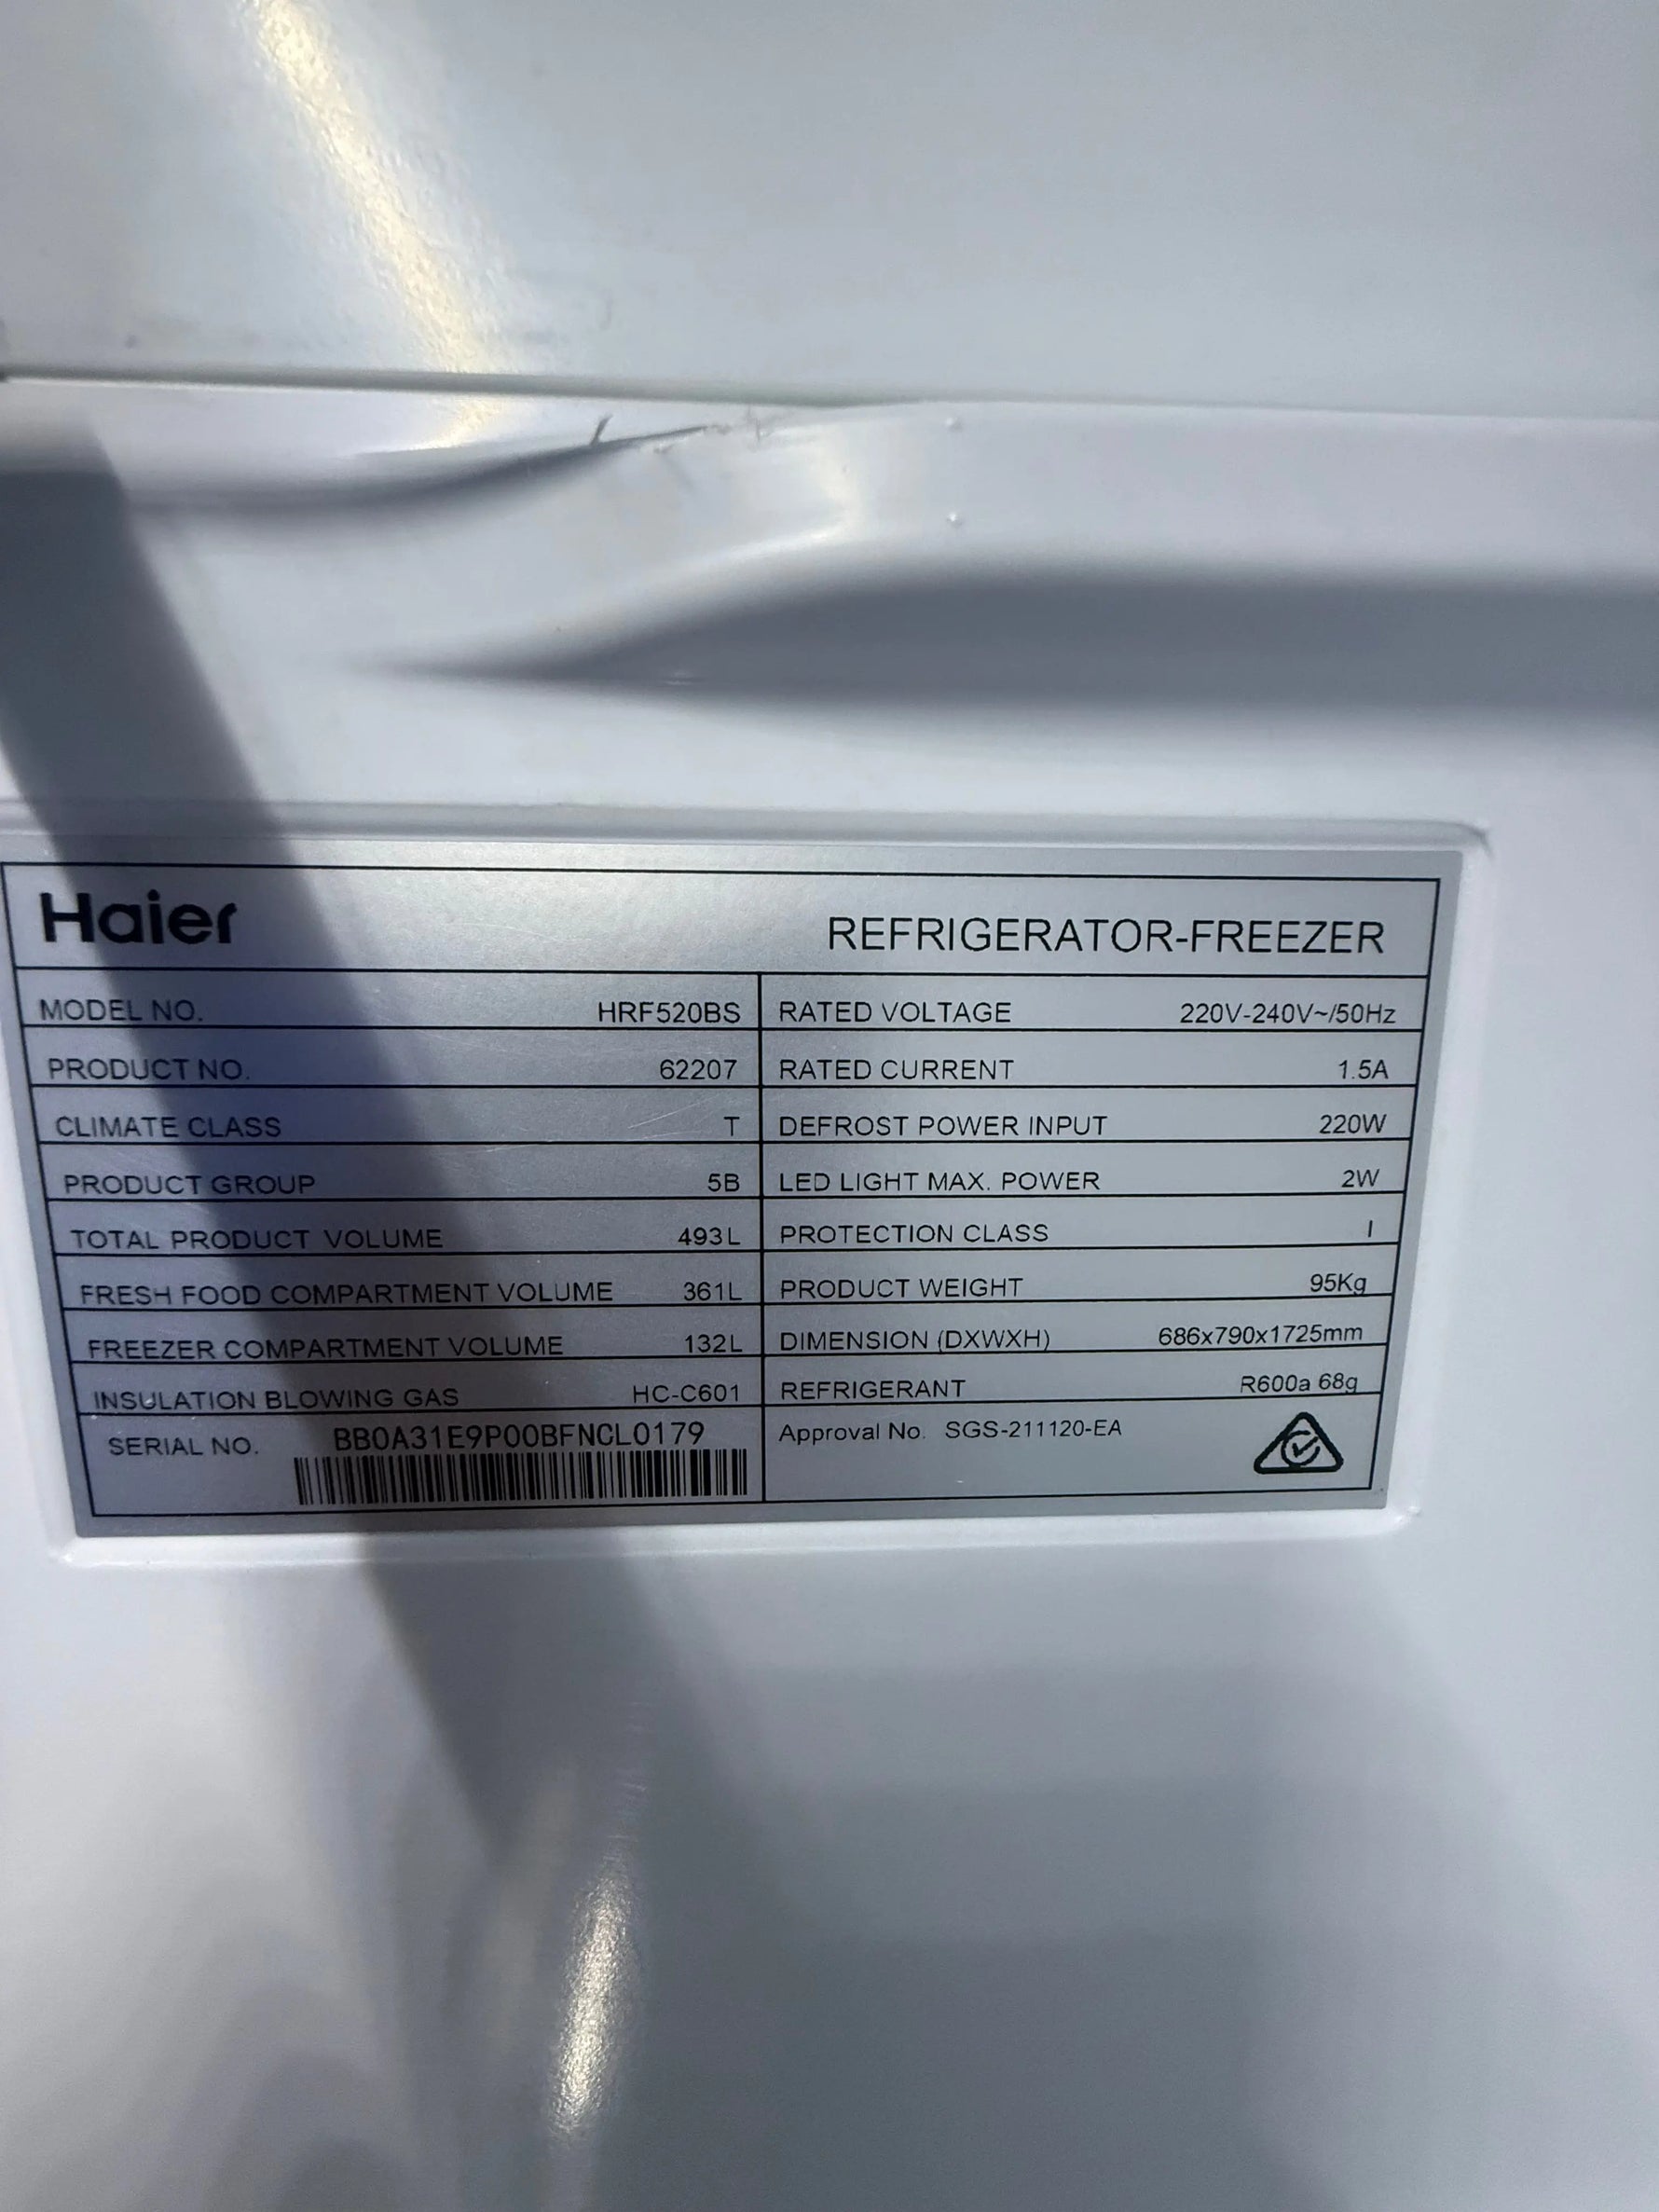 Haier
REFRIGERATOR-FREEZER
MODEL NO. HRF520BS
PRODUCT NO. 62207
CLIMATE CLASS T
PRODUCT GROUP 5B
TOTAL PRODUCT VOLUME 493L
FRESH FOOD COMPARTMENT VOLUME 361L
FREEZER COMPARTMENT VOLUME 132L
INSULATION BLOWING GAS HC-C601
SERIAL NO. BB0A31E9P00BFNCL0179
RATED VOLTAGE 220V-240V~/50Hz
RATED CURRENT 1.5A
DEFROST POWER INPUT 220W
LED LIGHT MAX. POWER 2W
PROTECTION CLASS I
PRODUCT WEIGHT 95Kg
DIMENSION (DXWXH) 686x790x1725mm
REFRIGERANT R600a 68g
Approval No. SGS-211120-EA